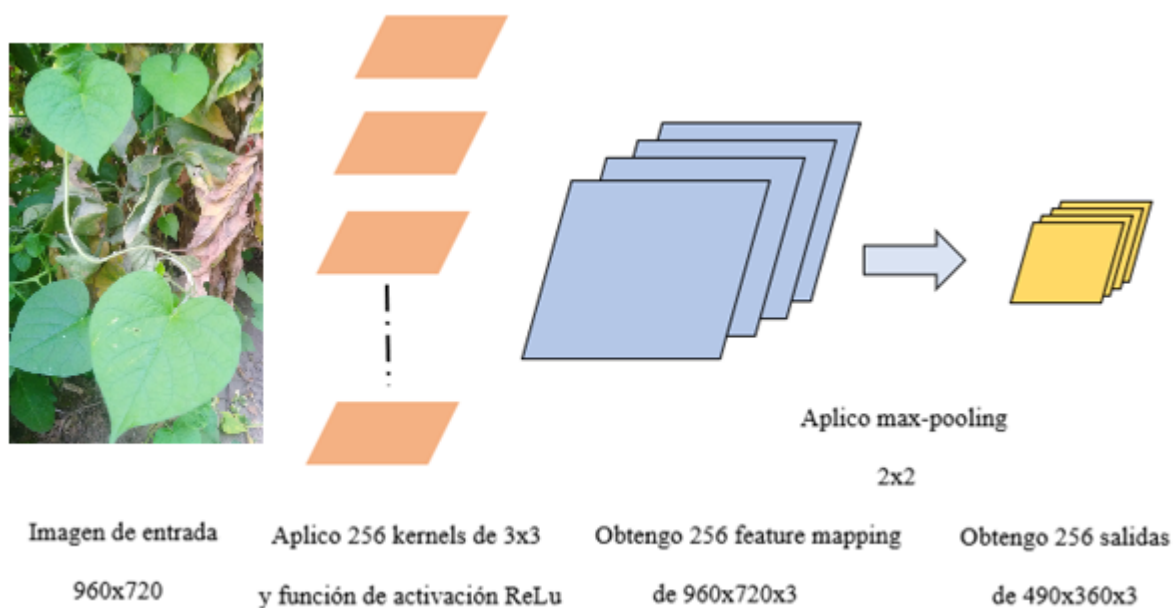 Aplico max-pooling
2x2
Imagen de entrada
960x720
Aplico 256 kernels de 3x3
y función de activación ReLu
Obtengo 256 feature mapping
de 960x720x3
Obtengo 256 salidas
de 490x360x3